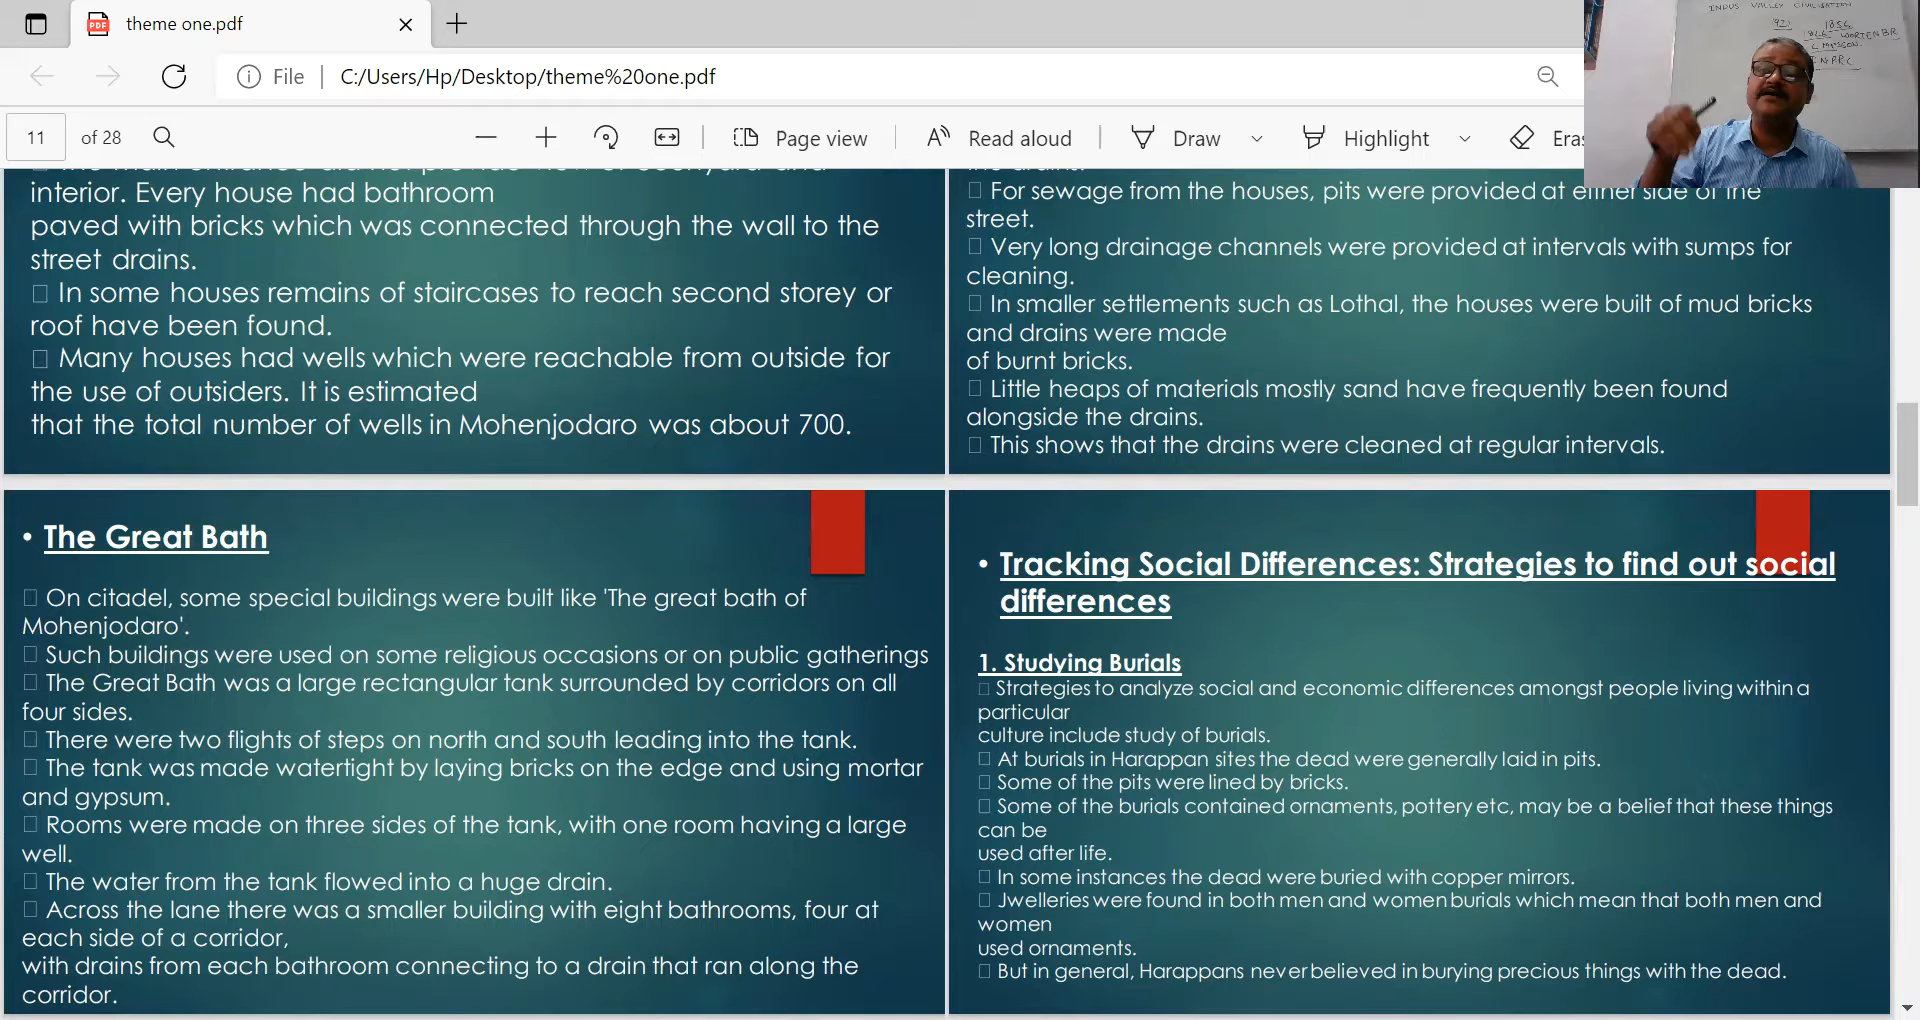 theme one.pdf
File
C:/Users/Hp/Desktop/theme%20one.pdf
11
of 28
Page view
Read aloud
Draw
Highlight
INDUS VALLEY CIVILISATION
1856
interior. Every house had bathroom
paved with bricks which was connected through the wall to the
street drains.
In some houses remains of staircases to reach second storey or
roof have been found.
Many houses had wells which were reachable from outside for
the use of outsiders. It is estimated
that the total number of wells in Mohenjodaro was about 700.
the drains.
For sewage from the houses, pits were provided at either side of the
street.
Very long drainage channels were provided at intervals with sumps for
cleaning.
In smaller settlements such as Lothal, the houses were built of mud bricks
and drains were made
of burnt bricks.
Little heaps of materials mostly sand have frequently been found
alongside the drains.
This shows that the drains were cleaned at regular intervals.
• The Great Bath
On citadel, some special buildings were built like 'The great bath of
Mohenjodaro'.
Such buildings were used on some religious occasions or on public gatherings
The Great Bath was a large rectangular tank surrounded by corridors on all
four sides.
There were two flights of steps on north and south leading into the tank.
The tank was made watertight by laying bricks on the edge and using mortar
and gypsum.
Rooms were made on three sides of the tank, with one room having a large
well.
The water from the tank flowed into a huge drain.
Across the lane there was a smaller building with eight bathrooms, four at
each side of a corridor,
with drains from each bathroom connecting to a drain that ran along the
corridor.
• Tracking Social Differences: Strategies to find out social
differences
1. Studying Burials
Strategies to analyze social and economic differences amongst people living within a
particular
culture include study of burials.
At burials in Harappan sites the dead were generally laid in pits.
Some of the pits were lined by bricks.
Some of the burials contained ornaments, pottery etc, may be a belief that these things
can be
used after life.
In some instances the dead were buried with copper mirrors.
Jwelleries were found in both men and women burials which mean that both men and
women
used ornaments.
But in general, Harappans never believed in burying precious things with the dead.